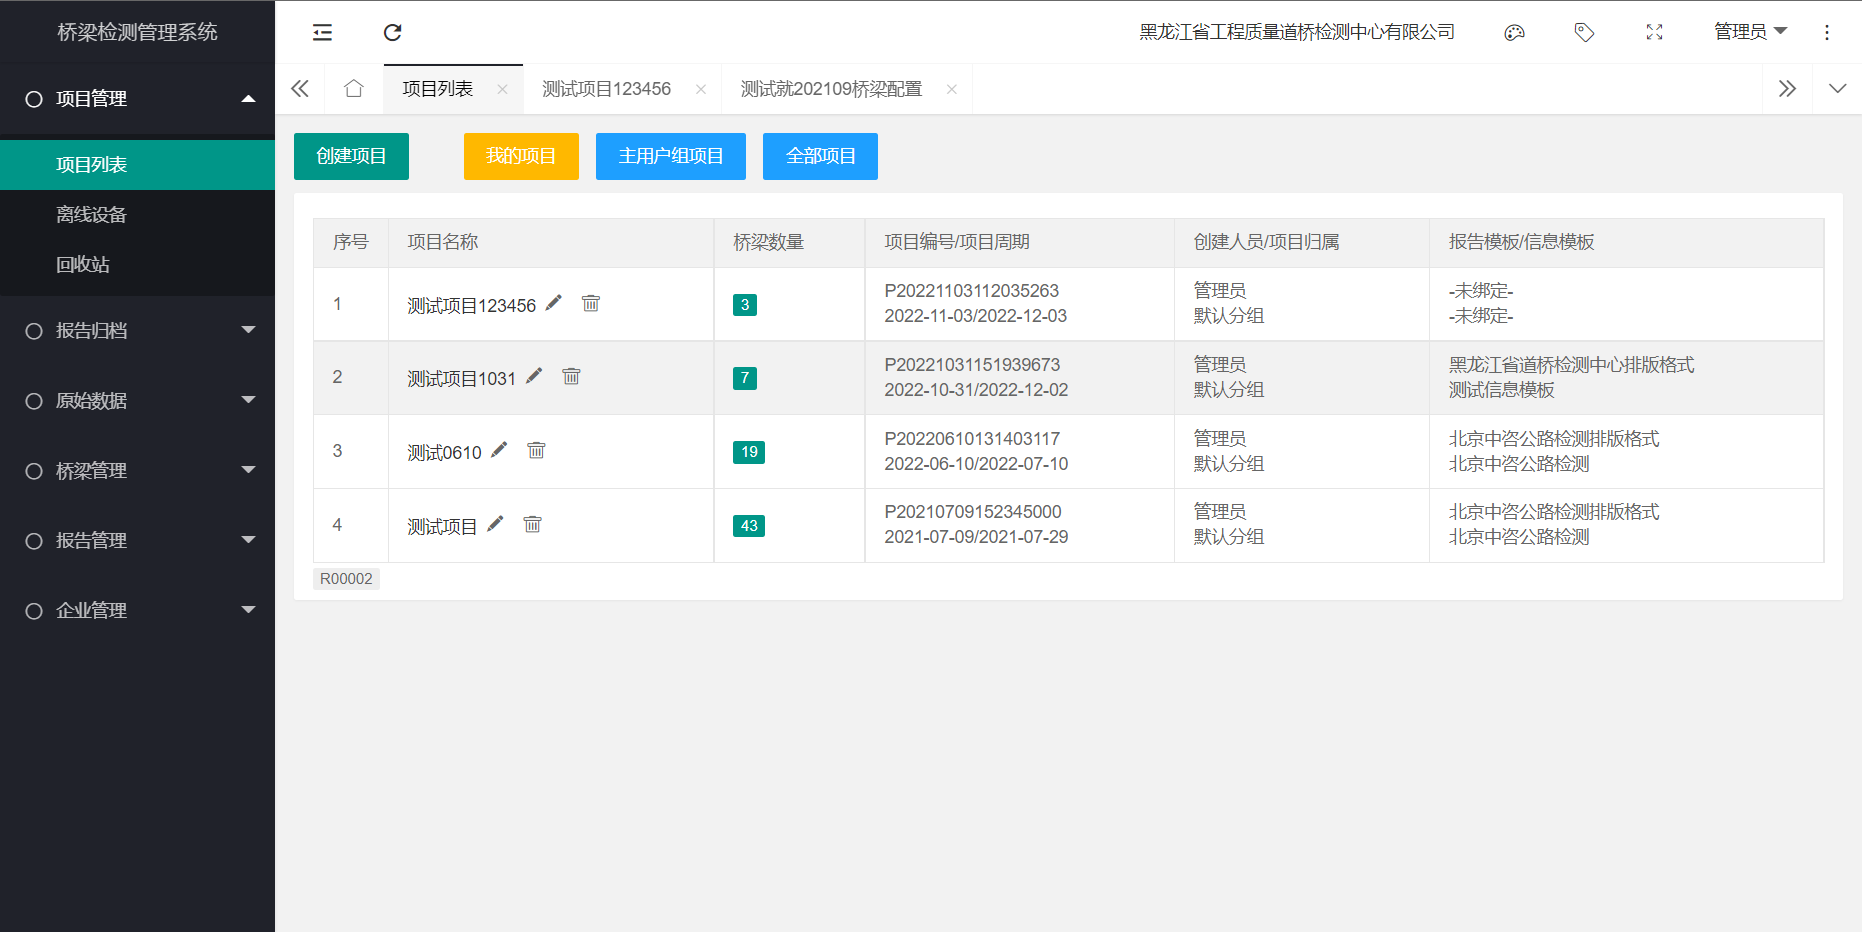 桥梁检测管理系统
黑龙江省工程质量道桥检测中心有限公司
管理员
项目管理
项目列表
离线设备
回收站
报告归档
原始数据
桥梁管理
报告管理
企业管理
项目列表
测试项目123456
测试就202109桥梁配置
创建项目
我的项目
主用户组项目
全部项目
序号 项目名称 桥梁数量 项目编号/项目周期 创建人员/项目归属 报告模板/信息模板
1 测试项目123456 3 P20221103112035263 管理员 -未绑定-
2022-11-03/2022-12-03 默认分组 -未绑定-
2 测试项目1031 7 P20221031151939673 管理员 黑龙江省道桥检测中心排版格式
2022-10-31/2022-12-02 默认分组 测试信息模板
3 测试0610 19 P20220610131403117 管理员 北京中咨公路检测排版格式
2022-06-10/2022-07-10 默认分组 北京中咨公路检测
4 测试项目 43 P20210709152345000 管理员 北京中咨公路检测排版格式
2021-07-09/2021-07-29 默认分组 北京中咨公路检测
R00002